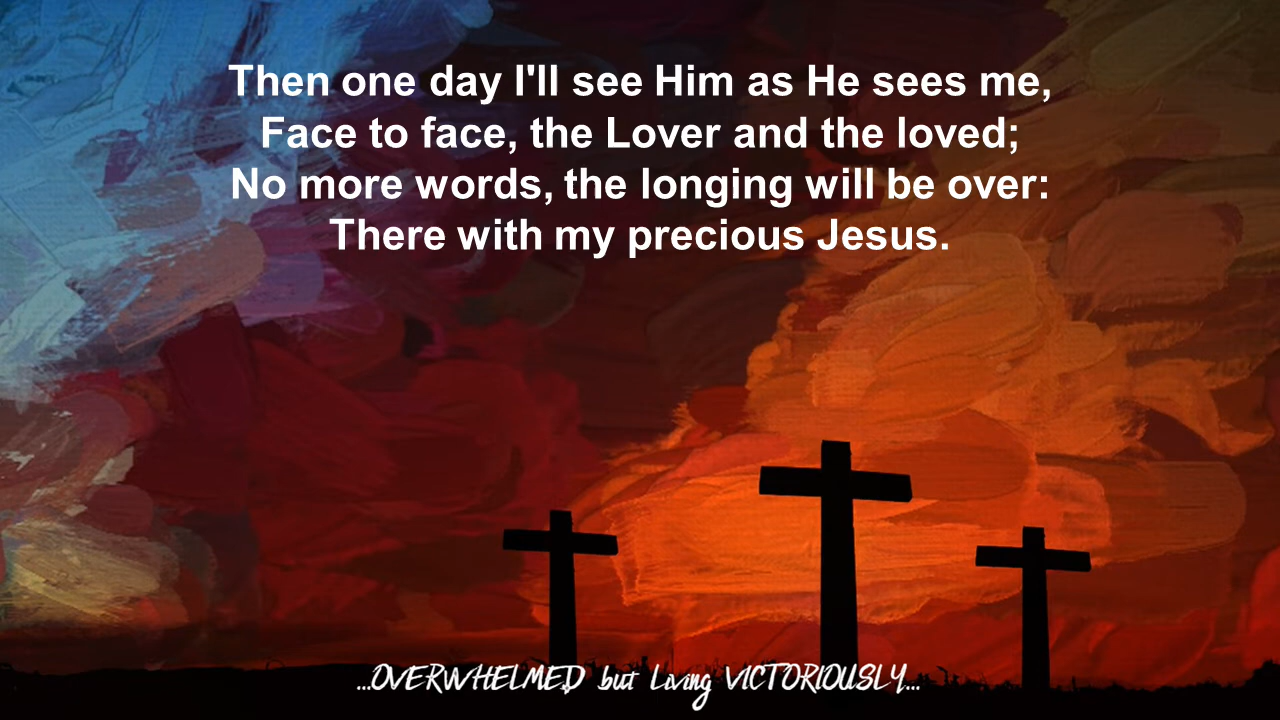 Then one day I'll see Him as He sees me,
Face to face, the Lover and the loved;
No more words, the longing will be over:
There with my precious Jesus.
...OVERWHELMED but Living VICTORIOUSLY...